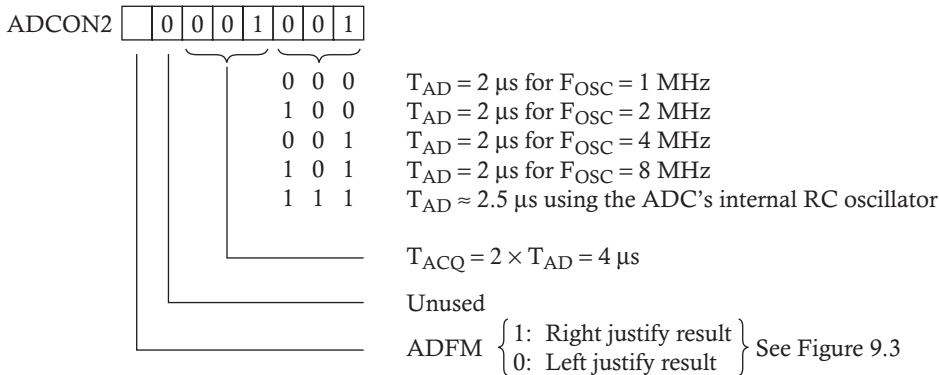 ADCON2 0 0 0 1 0 0 1
0 0 0 T_AD = 2 μs for F_OSC = 1 MHz
1 0 0 T_AD = 2 μs for F_OSC = 2 MHz
0 0 1 T_AD = 2 μs for F_OSC = 4 MHz
1 0 1 T_AD = 2 μs for F_OSC = 8 MHz
1 1 1 T_AD ≈ 2.5 μs using the ADC's internal RC oscillator
T_ACQ = 2 × T_AD = 4 μs
Unused
ADFM { 1: Right justify result } See Figure 9.3
0: Left justify result